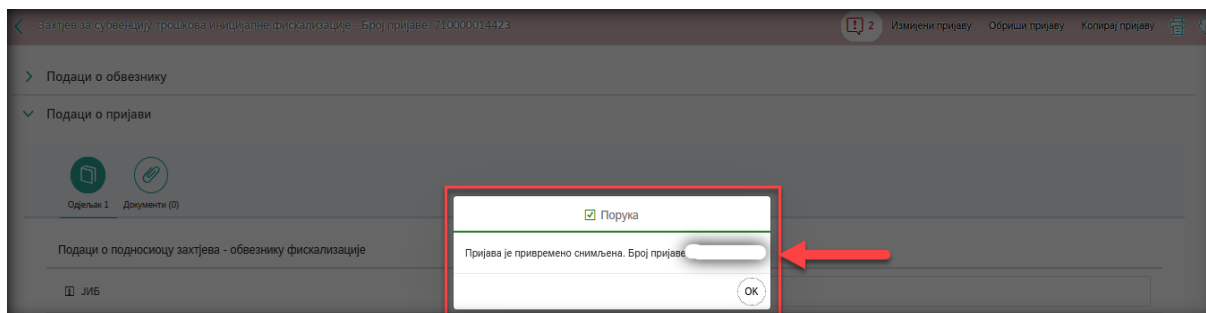 Захтјев за субвенцију трошкова иницијалне фискализације - Број пријаве: 710000014423
2 Измијени пријаву Обриши пријаву Копирај пријаву
Подаци о обвезнику
Подаци о пријави
Одјељак 1 Документи (0)
Порука
Подаци о подносиоцу захтјева - обвезнику фискализације
Пријава је привремено снимљена. Број пријаве
ЈИБ
OK